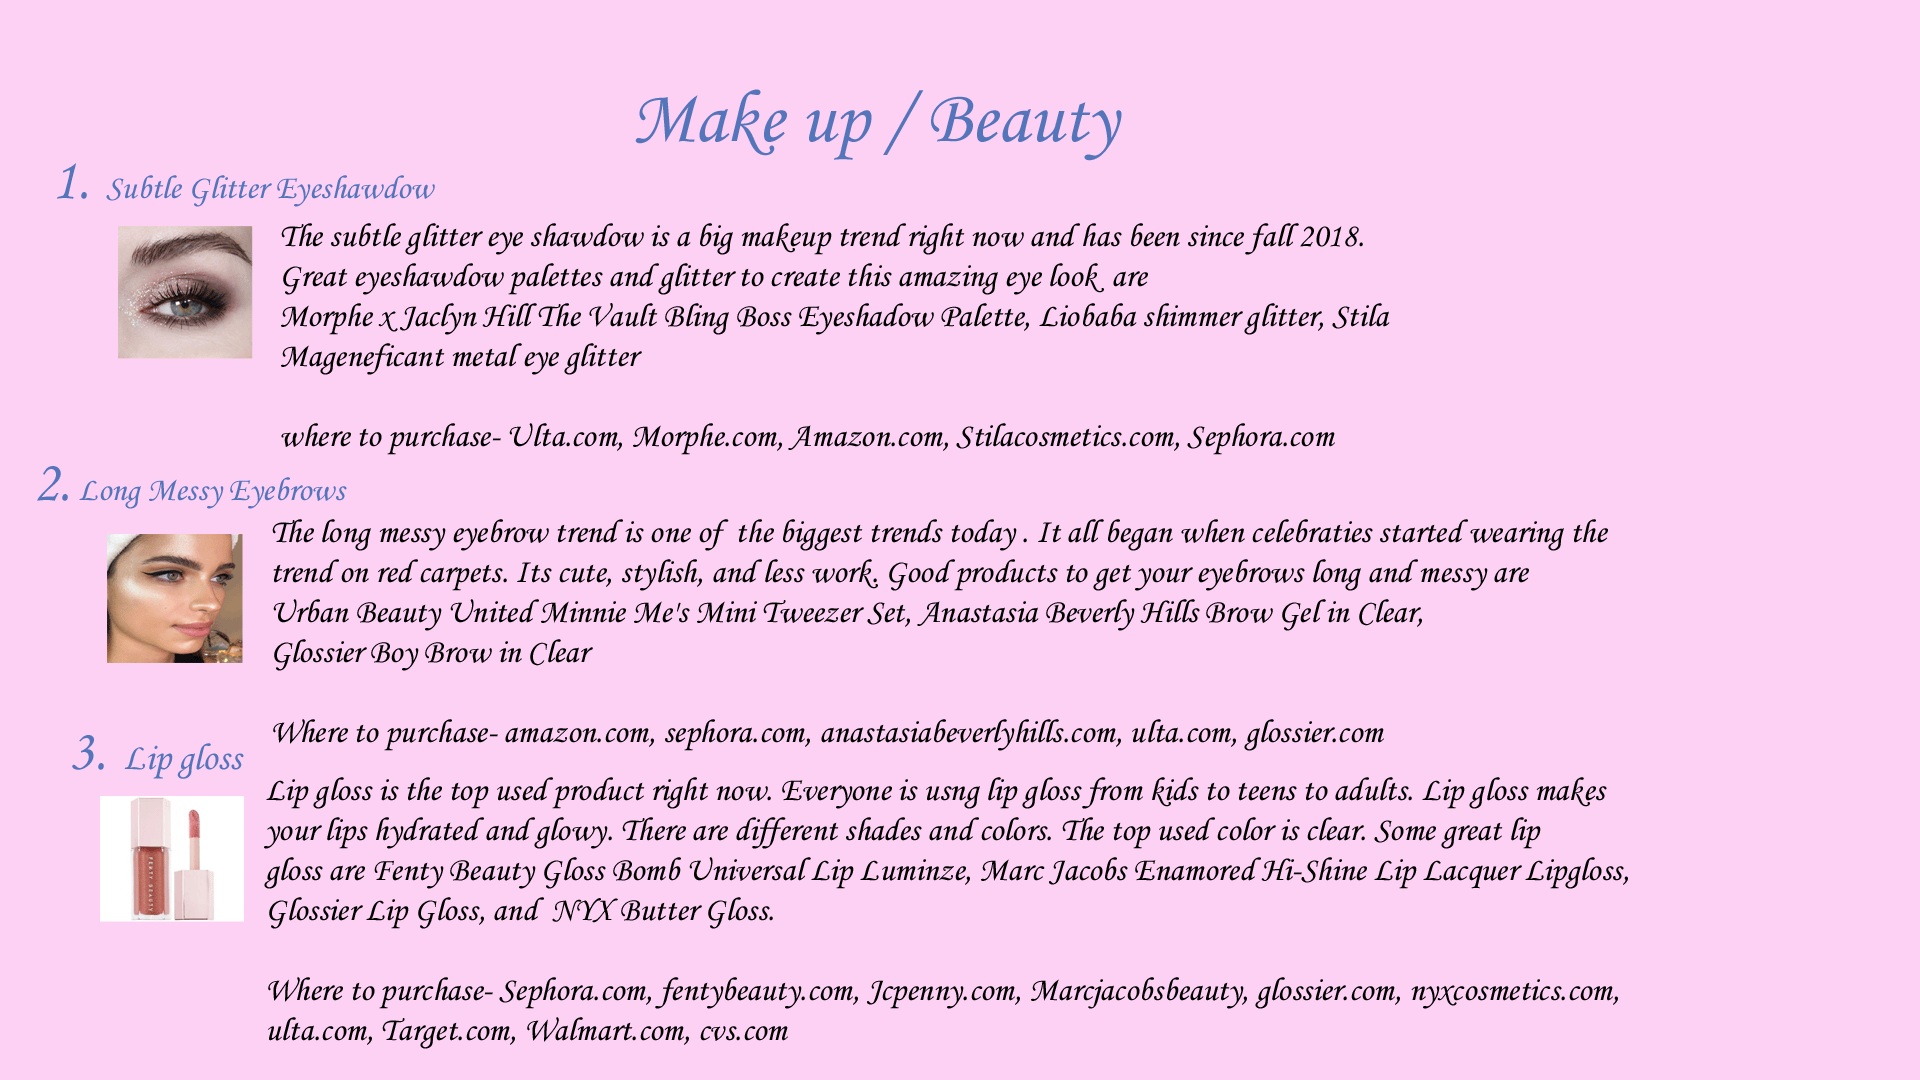 Make up / Beauty
1. Subtle Glitter Eyeshawdow
The subtle glitter eye shawdow is a big makeup trend right now and has been since fall 2018.
Great eyeshawdow palettes and glitter to create this amazing eye look  are
Morphe x Jaclyn Hill The Vault Bling Boss Eyeshadow Palette, Liobaba shimmer glitter, Stila
Mageneficant metal eye glitter
where to purchase- Ulta.com, Morphe.com, Amazon.com, Stilacosmetics.com, Sephora.com
2. Long Messy Eyebrows
The long messy eyebrow trend is one of  the biggest trends today . It all began when celebraties started wearing the
trend on red carpets. Its cute, stylish, and less work. Good products to get your eyebrows long and messy are
Urban Beauty United Minnie Me's Mini Tweezer Set, Anastasia Beverly Hills Brow Gel in Clear,
Glossier Boy Brow in Clear
Where to purchase- amazon.com, sephora.com, anastasiabeverlyhills.com, ulta.com, glossier.com
3. Lip gloss
FENTY BEAUTY
Lip gloss is the top used product right now. Everyone is usng lip gloss from kids to teens to adults. Lip gloss makes
your lips hydrated and glowy. There are different shades and colors. The top used color is clear. Some great lip
gloss are Fenty Beauty Gloss Bomb Universal Lip Luminze, Marc Jacobs Enamored Hi-Shine Lip Lacquer Lipgloss,
Glossier Lip Gloss, and  NYX Butter Gloss.
Where to purchase- Sephora.com, fentybeauty.com, Jcpenny.com, Marcjacobsbeauty, glossier.com, nyxcosmetics.com,
ulta.com, Target.com, Walmart.com, cvs.com